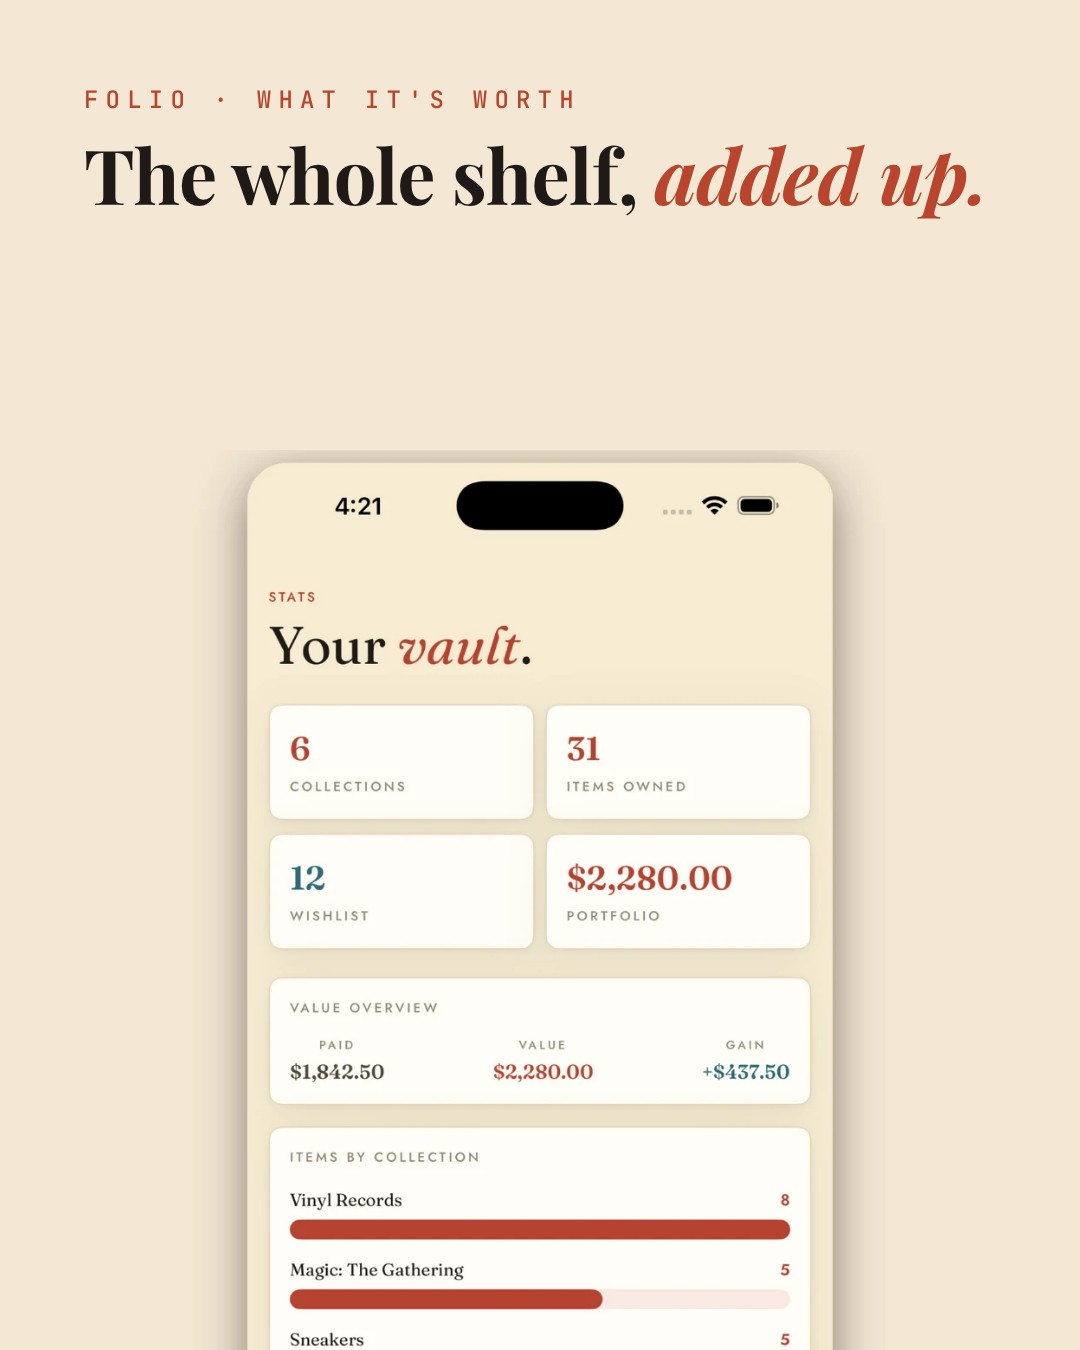 FOLIO · WHAT IT'S WORTH
The whole shelf, added up.
4:21
STATS
Your vault.
6
COLLECTIONS
31
ITEMS OWNED
12
WISHLIST
$2,280.00
PORTFOLIO
VALUE OVERVIEW
PAID VALUE GAIN
$1,842.50 $2,280.00 +$437.50
ITEMS BY COLLECTION
Vinyl Records 8
Magic: The Gathering 5
Sneakers 5